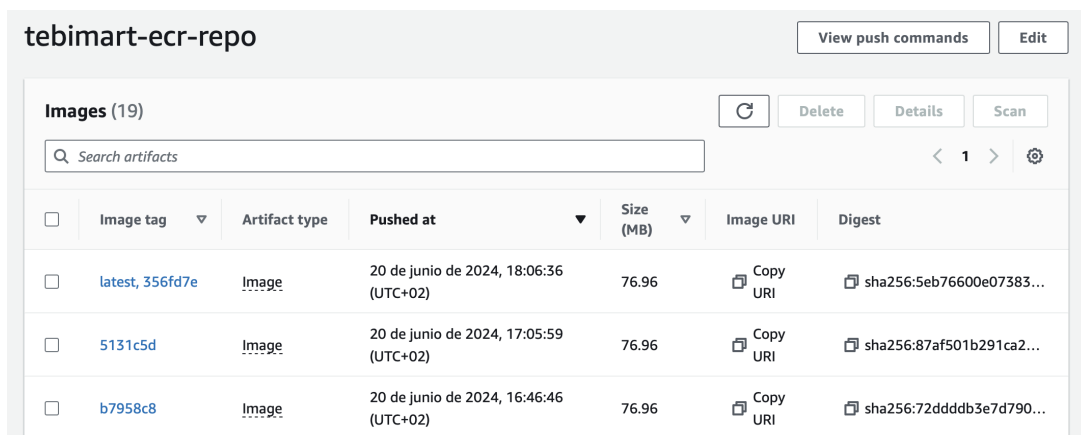 tebimart-ecr-repo
View push commands
Edit
Images (19)
Delete
Details
Scan
Search artifacts
1
Image tag
Artifact type
Pushed at
Size
(MB)
Image URI
Digest
latest, 356fd7e
Image
20 de junio de 2024, 18:06:36
(UTC+02)
76.96
Copy
URI
sha256:5eb76600e07383...
5131c5d
Image
20 de junio de 2024, 17:05:59
(UTC+02)
76.96
Copy
URI
sha256:87af501b291ca2...
b7958c8
Image
20 de junio de 2024, 16:46:46
(UTC+02)
76.96
Copy
URI
sha256:72ddddb3e7d790...